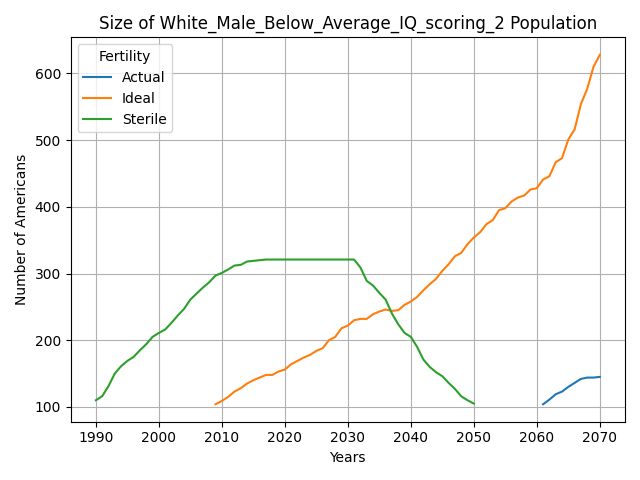 Size of White_Male_Below_Average_IQ_scoring_2 Population
Fertility
Actual
Ideal
Sterile
Number of Americans
600
500
400
300
200
100
1990 2000 2010 2020 2030 2040 2050 2060 2070
Years